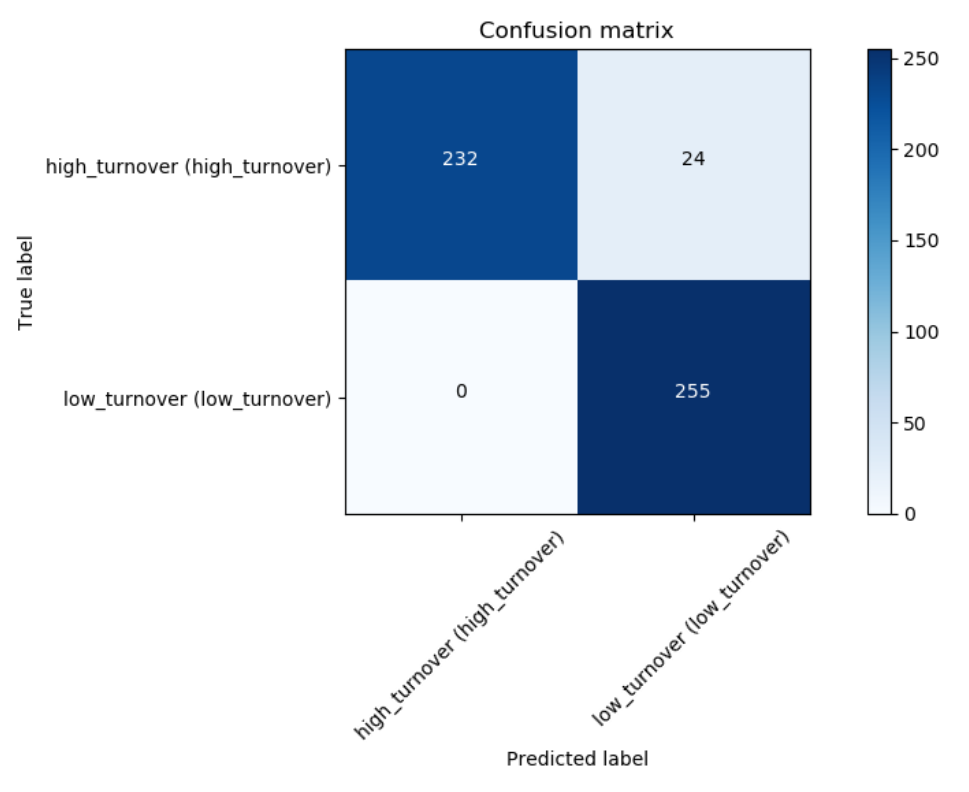 Confusion matrix
high_turnover (high_turnover)
232
24
250
200
150
100
50
0
True label
low_turnover (low_turnover)
0
255
high_turnover (high_turnover)
low_turnover (low_turnover)
Predicted label